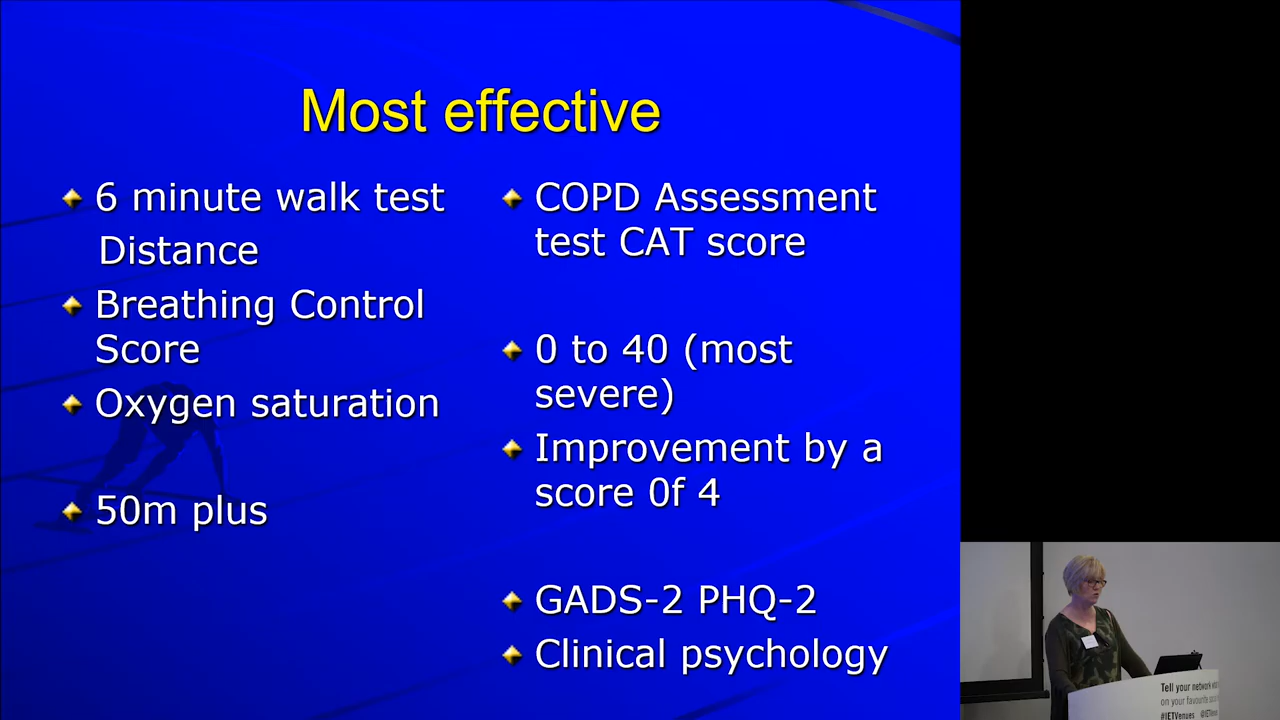 Most effective
6 minute walk test
Distance
Breathing Control
Score
Oxygen saturation
50m plus
COPD Assessment
test CAT score
0 to 40 (most
severe)
Improvement by a
score 0f 4
GADS-2 PHQ-2
Clinical psychology
Tell your network
on your favourite
#IETVenues @IET